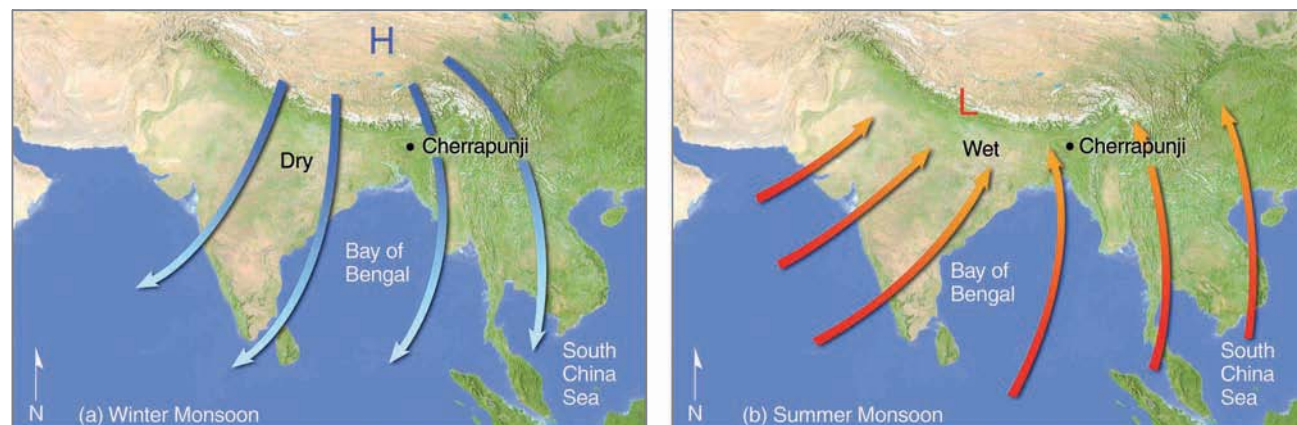 H
Dry
Cherrapunji
Bay of
Bengal
South
China
Sea
N
(a) Winter Monsoon
L
Wet
Cherrapunji
Bay of
Bengal
South
China
Sea
N
(b) Summer Monsoon